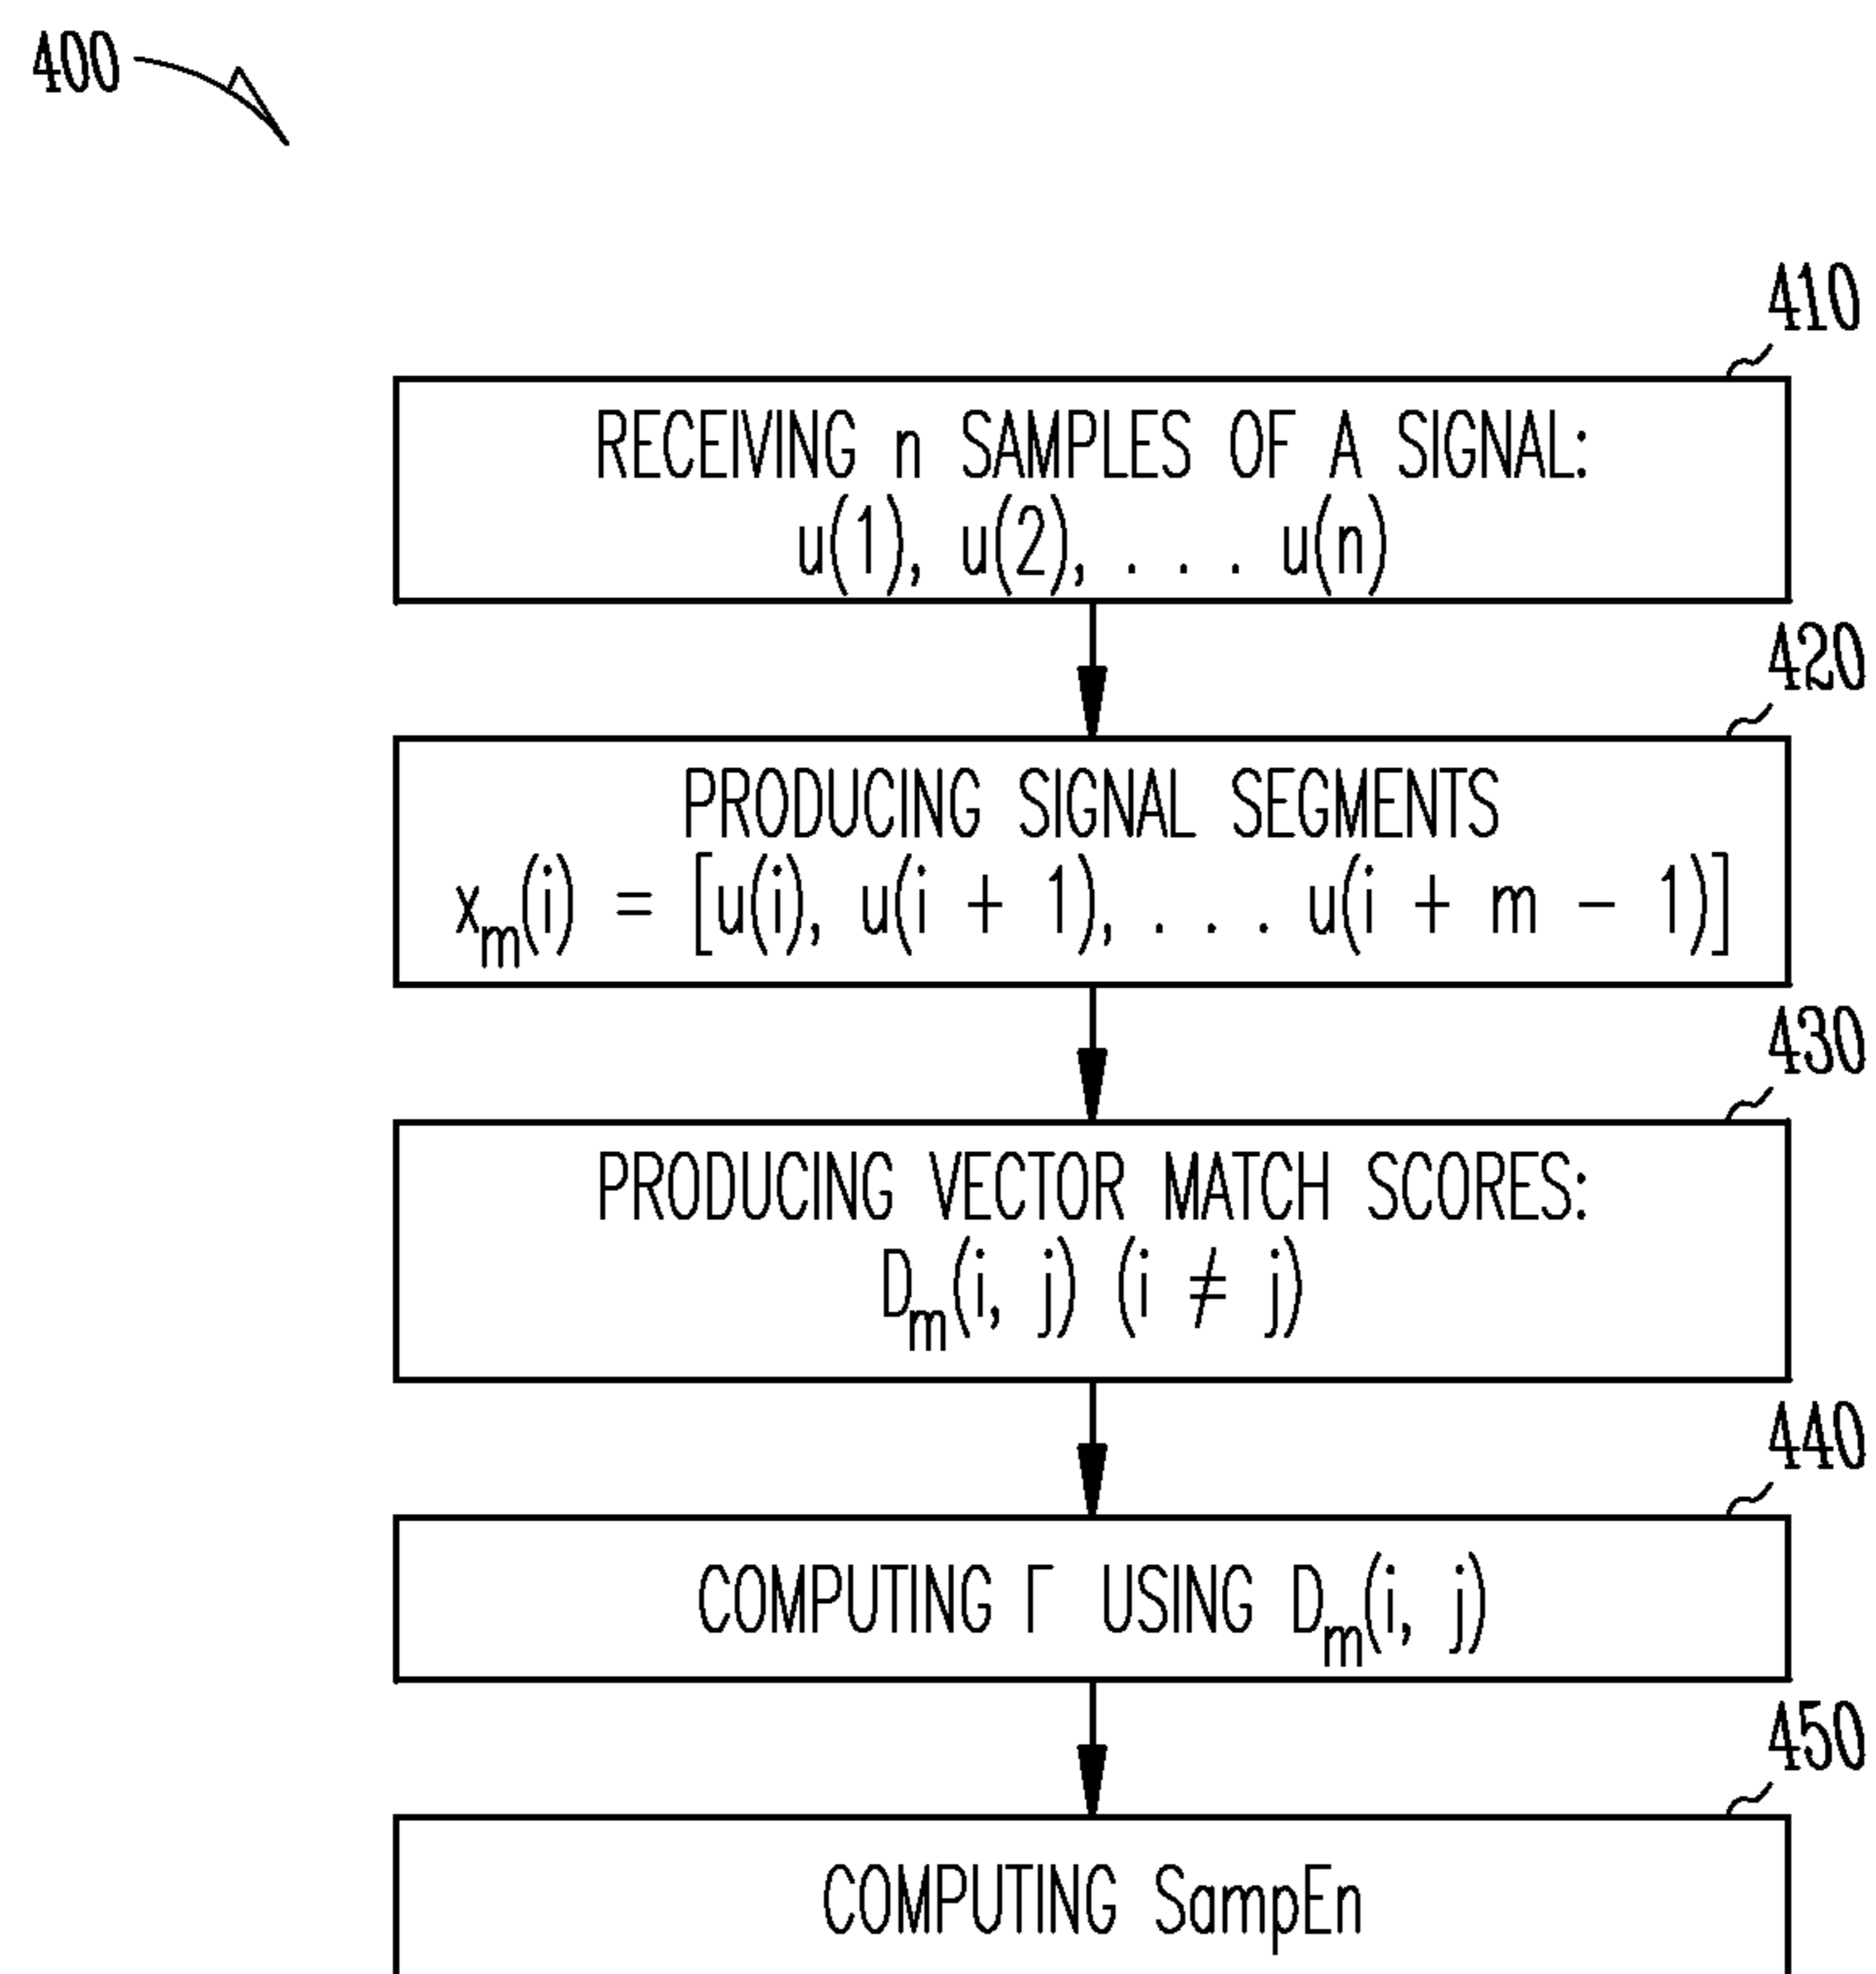 400
410
RECEIVING n SAMPLES OF A SIGNAL:
u(1), u(2), . . . u(n)
420
PRODUCING SIGNAL SEGMENTS
xm(i) = [u(i), u(i + 1), . . . u(i + m - 1)]
430
PRODUCING VECTOR MATCH SCORES:
Dm(i, j) (i ≠ j)
440
COMPUTING Γ USING Dm(i, j)
450
COMPUTING SampEn